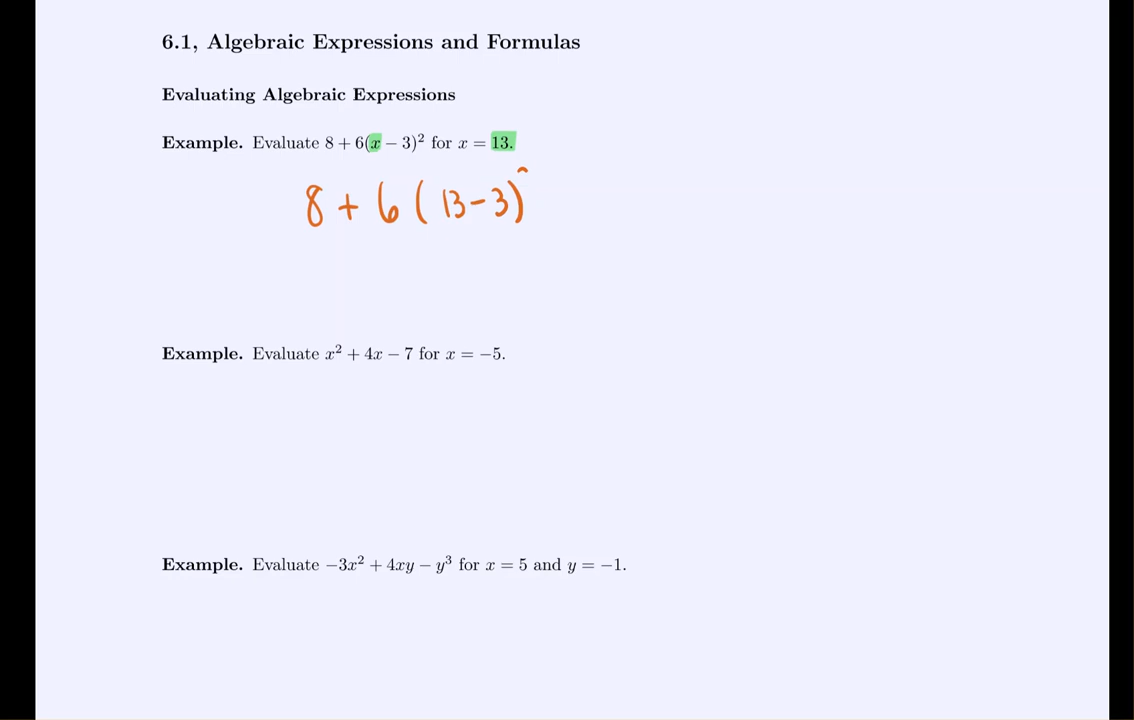 6.1, Algebraic Expressions and Formulas
Evaluating Algebraic Expressions
Example. Evaluate 8 + 6(x − 3)² for x = 13.
8 + 6 ( 13 − 3)
Example. Evaluate x² + 4x − 7 for x = −5.
Example. Evaluate −3x² + 4xy − y³ for x = 5 and y = −1.